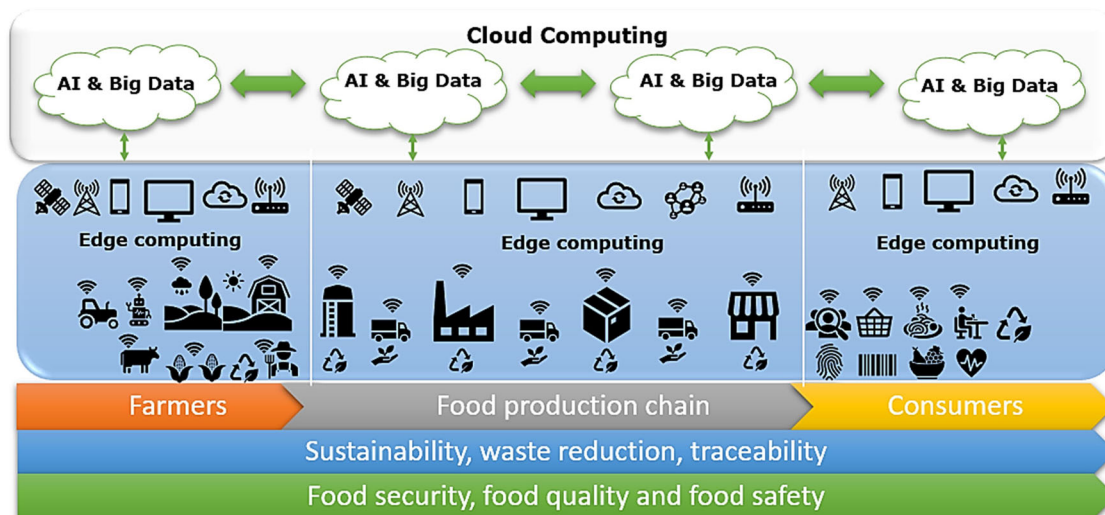 Cloud Computing
AI & Big Data
AI & Big Data
AI & Big Data
AI & Big Data
Edge computing
Edge computing
Edge computing
Farmers
Food production chain
Consumers
Sustainability, waste reduction, traceability
Food security, food quality and food safety